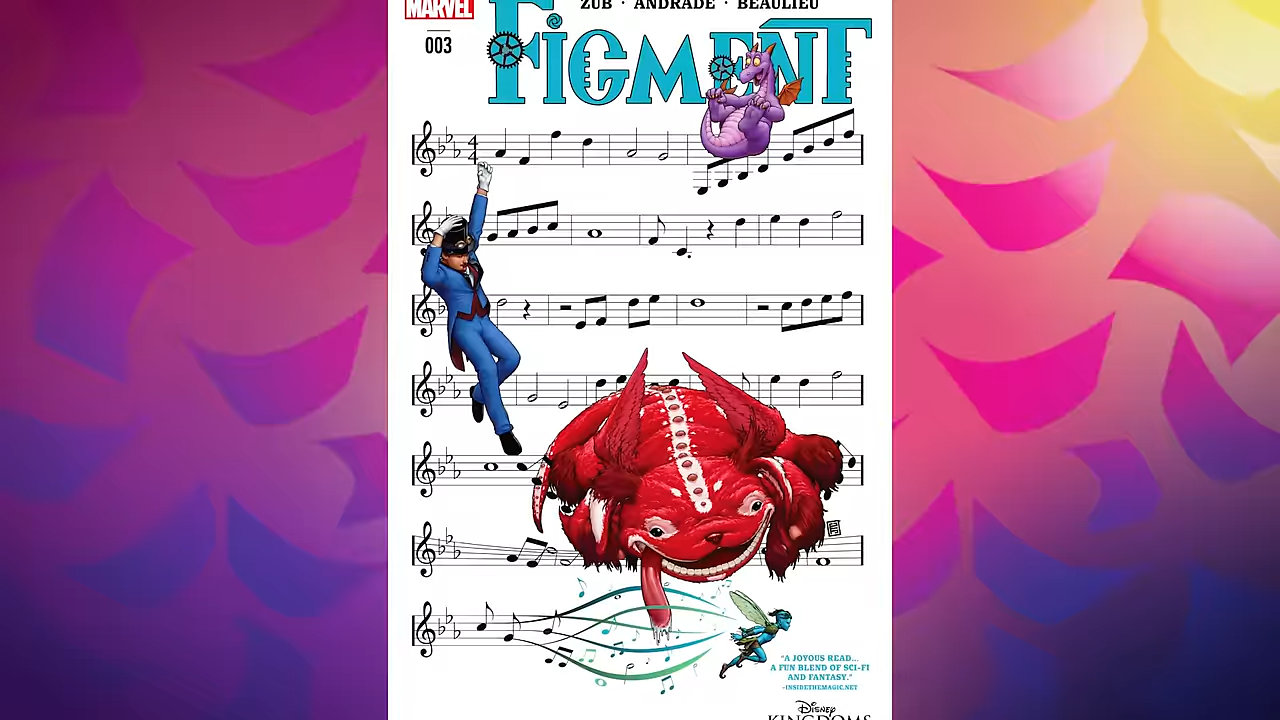 MARVEL
ZUB · ANDRADE · BEAULIEU
003
FIGMENT
"A JOYOUS READ...
A FUN BLEND OF SCI-FI
AND FANTASY."
-INSIDETHEMAGIC.NET
Disney
KINGDOMS